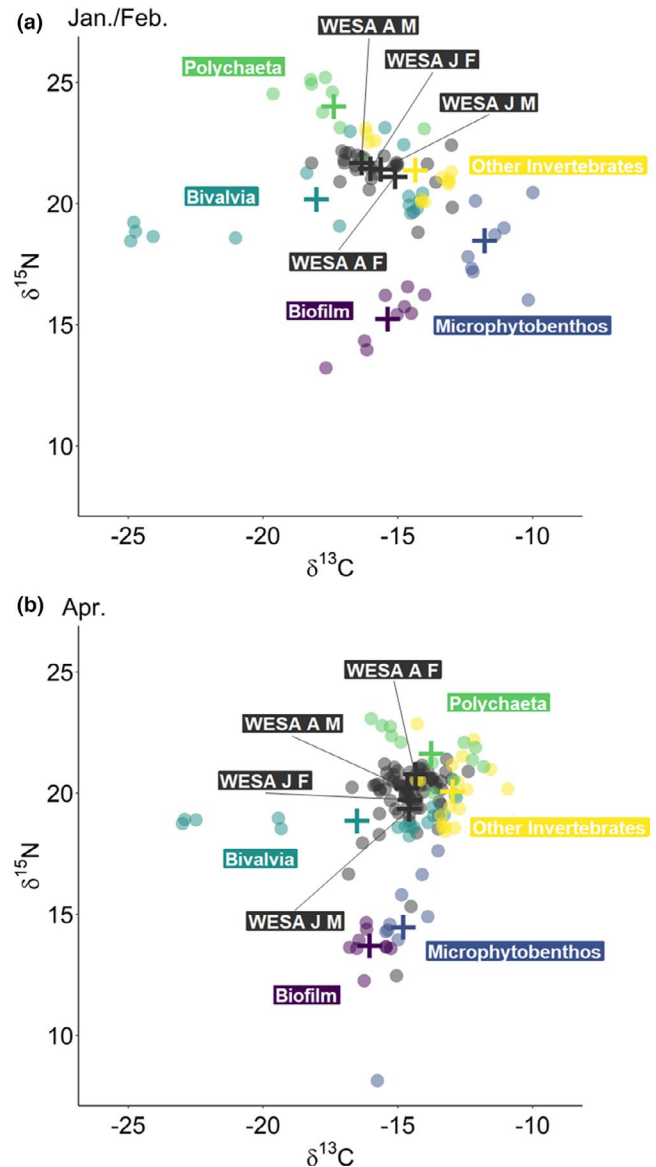 (a) Jan./Feb.
WESA A M
WESA J F
Polychaeta
WESA J M
Other Invertebrates
Bivalvia
WESA A F
Biofilm
Microphytobenthos
25
20
15
10
δ15N
-25 -20 -15 -10
δ13C
(b) Apr.
WESA A F
Polychaeta
WESA A M
WESA J F
Other Invertebrates
Bivalvia
WESA J M
Microphytobenthos
Biofilm
25
20
15
10
δ15N
-25 -20 -15 -10
δ13C